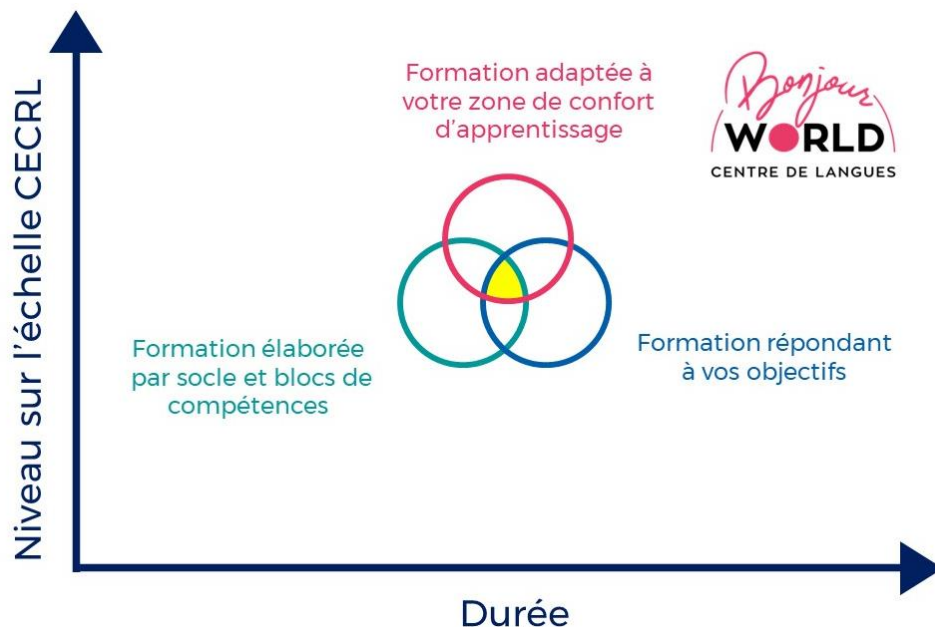 Formation adaptée à
votre zone de confort
d'apprentissage
Bonjour
WORLD
CENTRE DE LANGUES
Niveau sur l'échelle CECRL
Formation élaborée
par socle et blocs de
compétences
Formation répondant
à vos objectifs
Durée